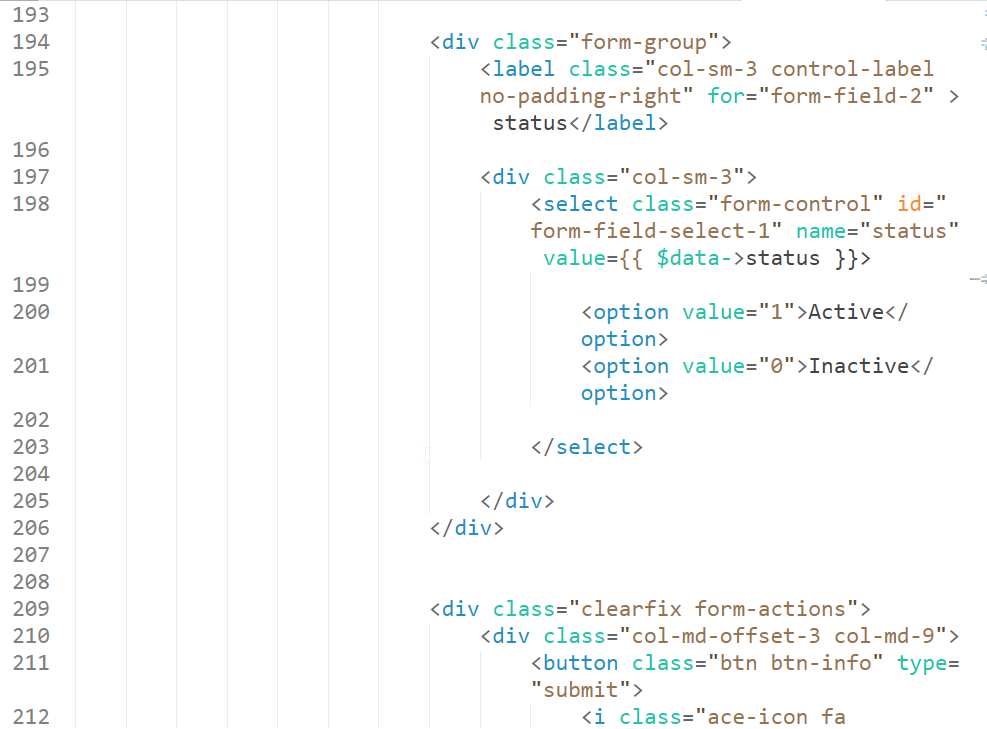 193
194 <div class="form-group">
195 <label class="col-sm-3 control-label
no-padding-right" for="form-field-2" >
status</label>
196
197 <div class="col-sm-3">
198 <select class="form-control" id="
form-field-select-1" name="status"
value={{ $data->status }}>
199
200 <option value="1">Active</
option>
201 <option value="0">Inactive</
option>
202
203 </select>
204
205 </div>
206 </div>
207
208
209 <div class="clearfix form-actions">
210 <div class="col-md-offset-3 col-md-9">
211 <button class="btn btn-info" type=
"submit">
212 <i class="ace-icon fa